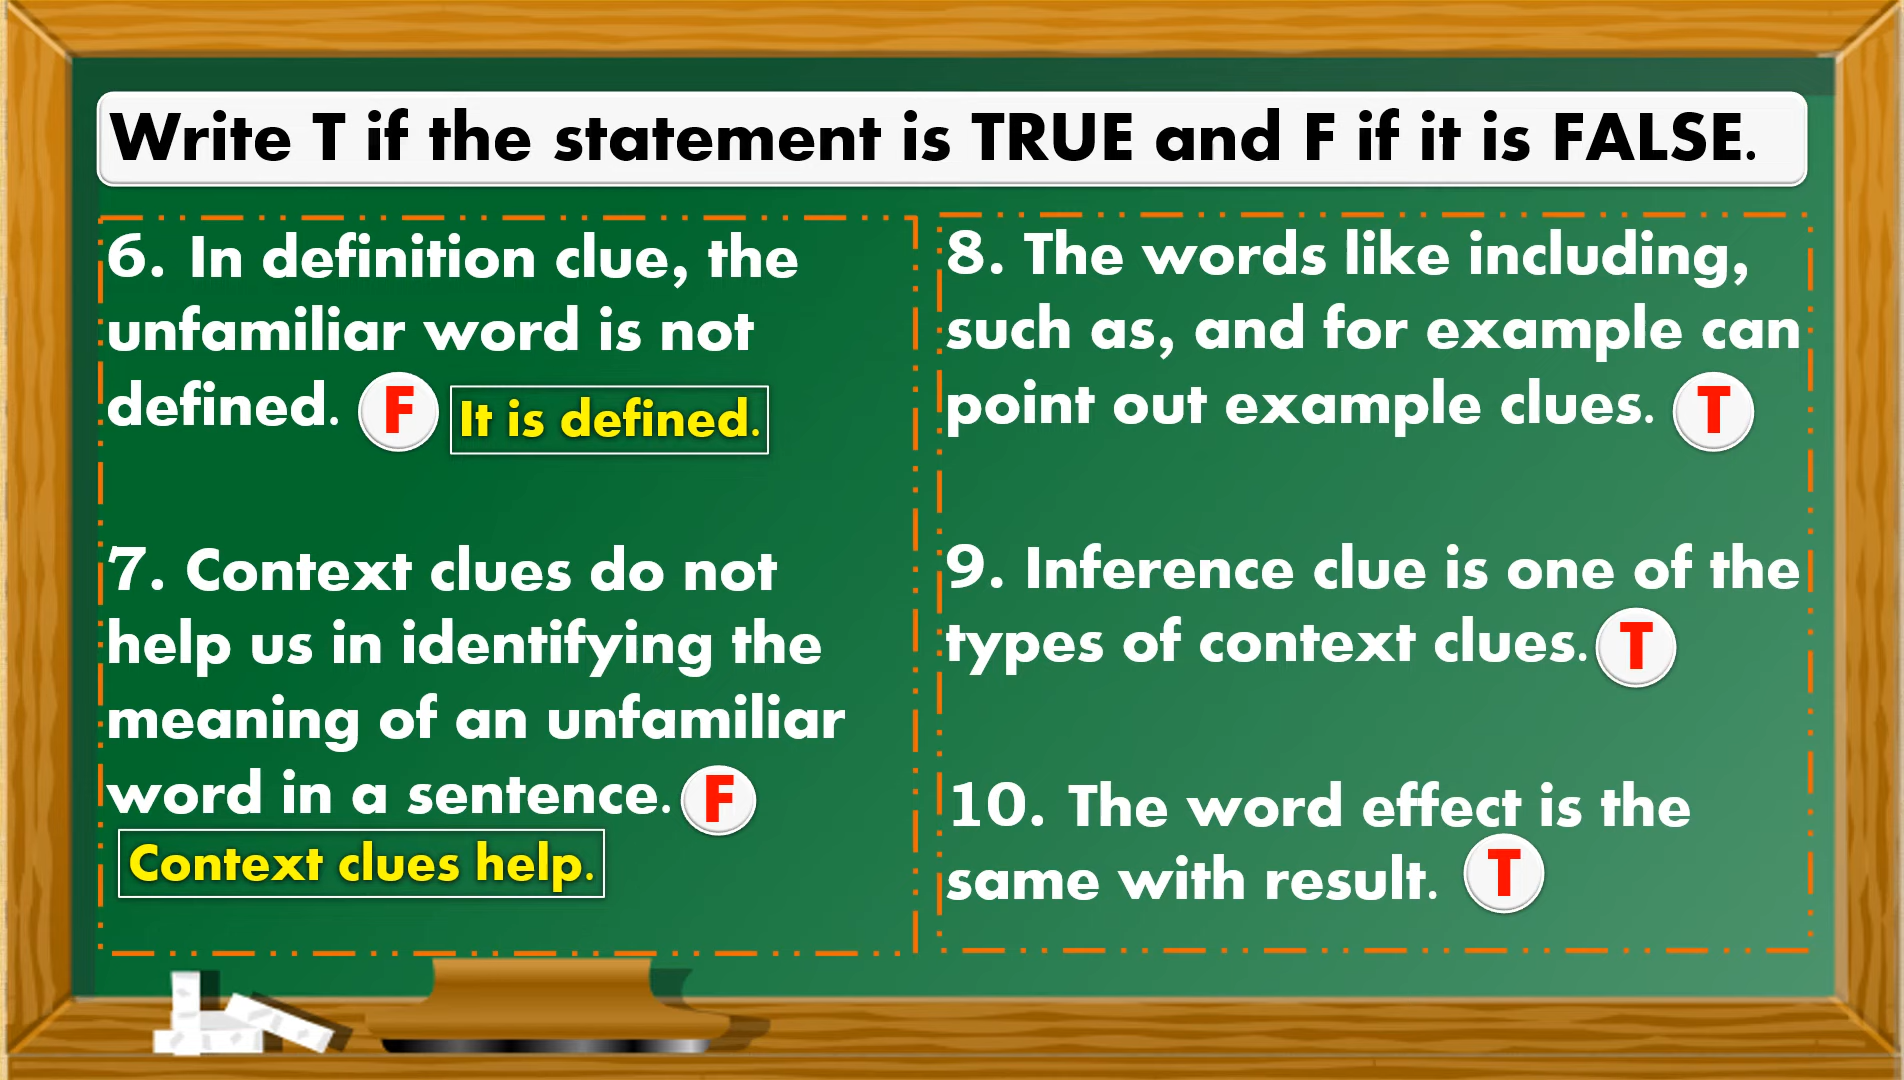 Write T if the statement is TRUE and F if it is FALSE.
6. In definition clue, the
unfamiliar word is not
defined. F It is defined.
7. Context clues do not
help us in identifying the
meaning of an unfamiliar
word in a sentence. F
Context clues help.
8. The words like including,
such as, and for example can
point out example clues. T
9. Inference clue is one of the
types of context clues. T
10. The word effect is the
same with result. T